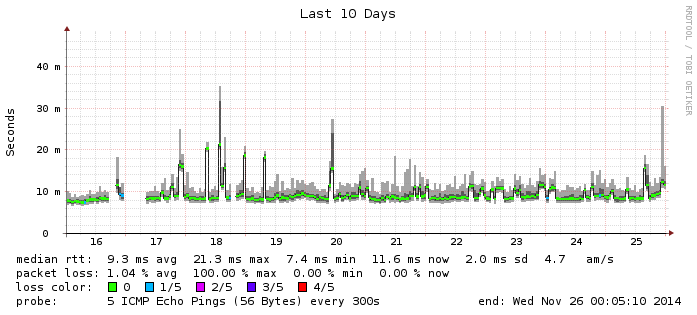 Last 10 Days
RRDTOOL / TOBI OETIKER
Seconds
40 m
30 m
20 m
10 m
0
16 17 18 19 20 21 22 23 24 25
median rtt: 9.3 ms avg 21.3 ms max 7.4 ms min 11.6 ms now 2.0 ms sd 4.7 am/s
packet loss: 1.04 % avg 100.00 % max 0.00 % min 0.00 % now
loss color: 0 1/5 2/5 3/5 4/5
probe: 5 ICMP Echo Pings (56 Bytes) every 300s end: Wed Nov 26 00:05:10 2014